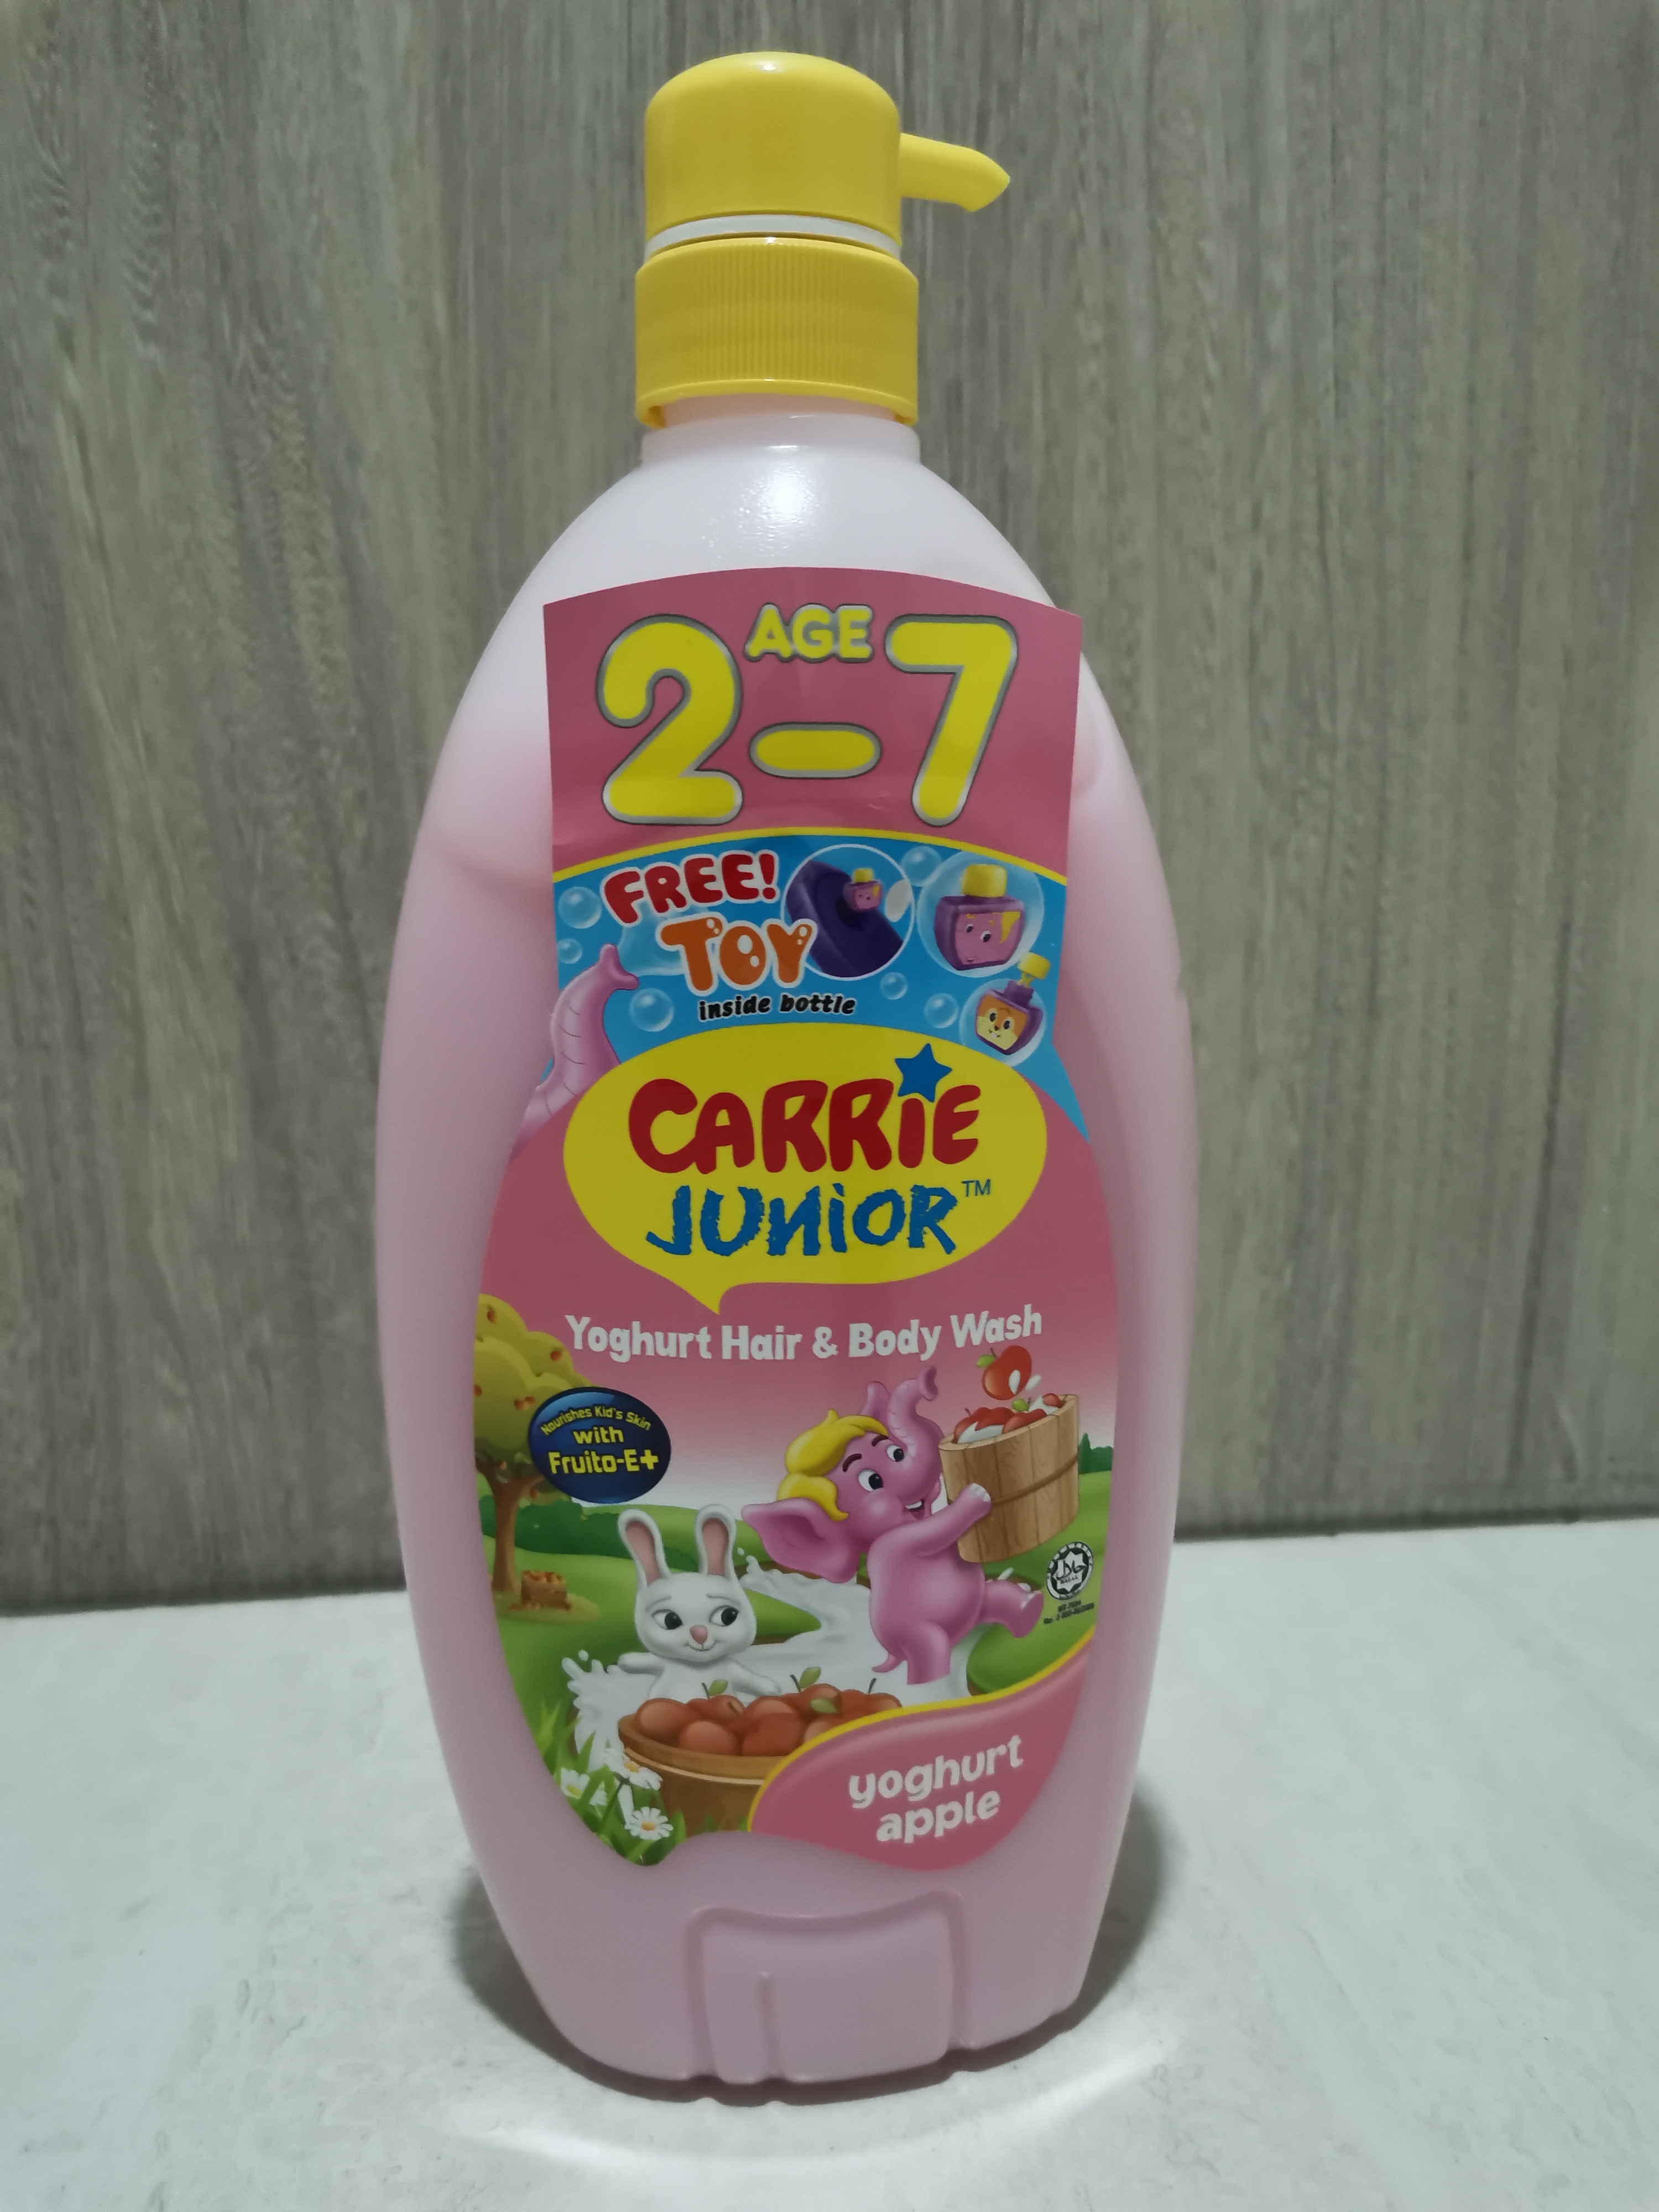 AGE
2-7
FREE!
TOY
inside bottle
CARRiE
JUNiOR™
Yoghurt Hair & Body Wash
Nourishes Kid's Skin
with
Fruito-E+
HALAL
yoghurt
apple